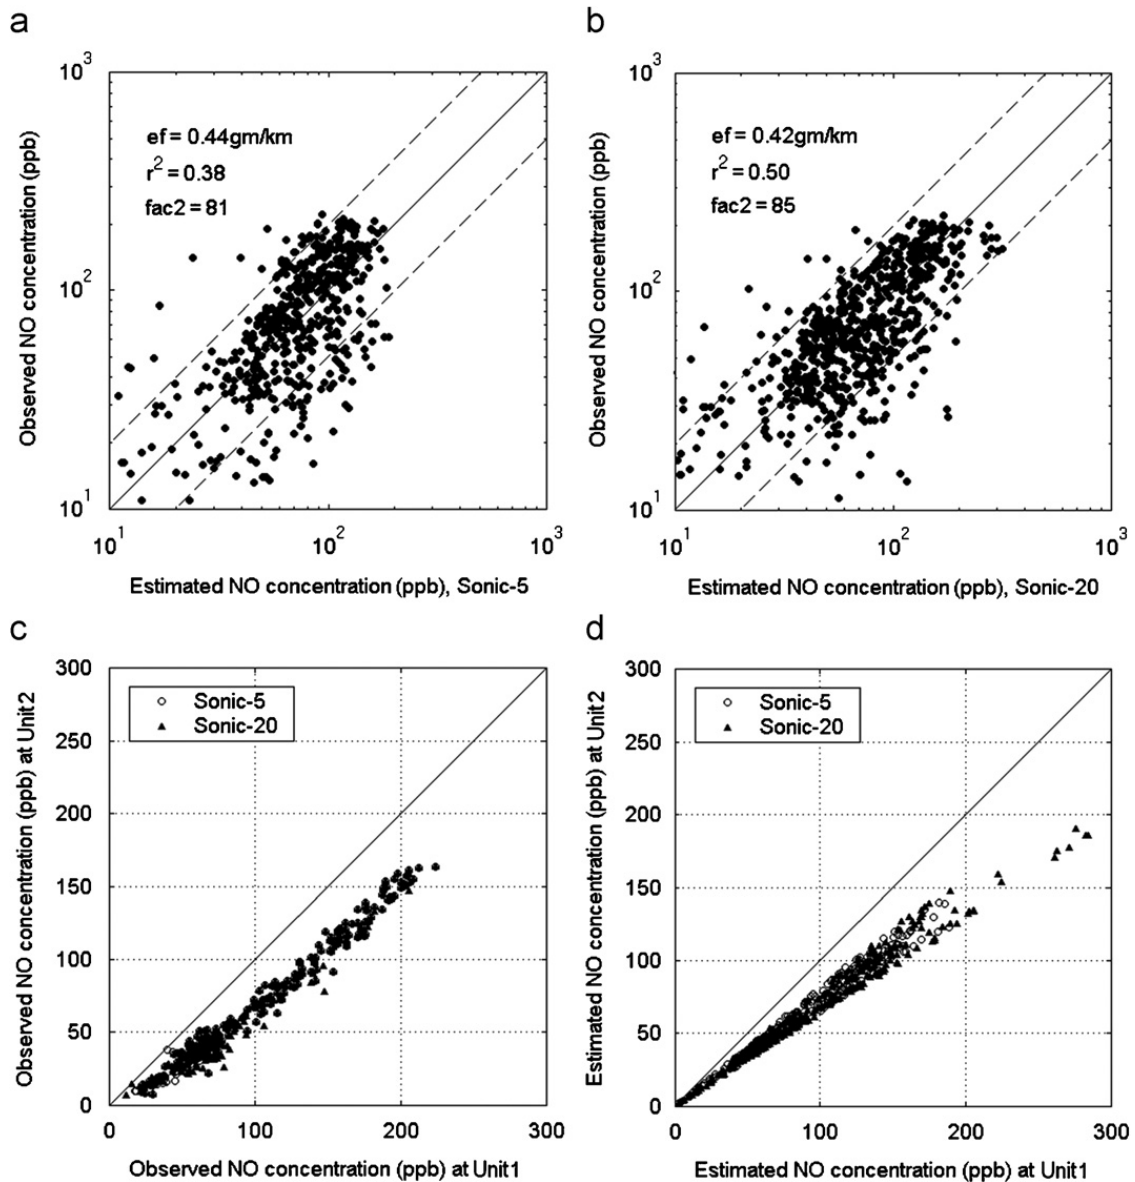 a
b
10³
10²
10¹
Observed NO concentration (ppb)
ef = 0.44gm/km
r² = 0.38
fac2 = 81
10¹
10²
10³
Estimated NO concentration (ppb), Sonic-5
10³
10²
10¹
Observed NO concentration (ppb)
ef = 0.42gm/km
r² = 0.50
fac2 = 85
10¹
10²
10³
Estimated NO concentration (ppb), Sonic-20
c
d
300
250
200
150
100
50
0
Observed NO concentration (ppb) at Unit2
Sonic-5
Sonic-20
0
100
200
300
Observed NO concentration (ppb) at Unit1
300
250
200
150
100
50
0
Estimated NO concentration (ppb) at Unit2
Sonic-5
Sonic-20
0
100
200
300
Estimated NO concentration (ppb) at Unit1